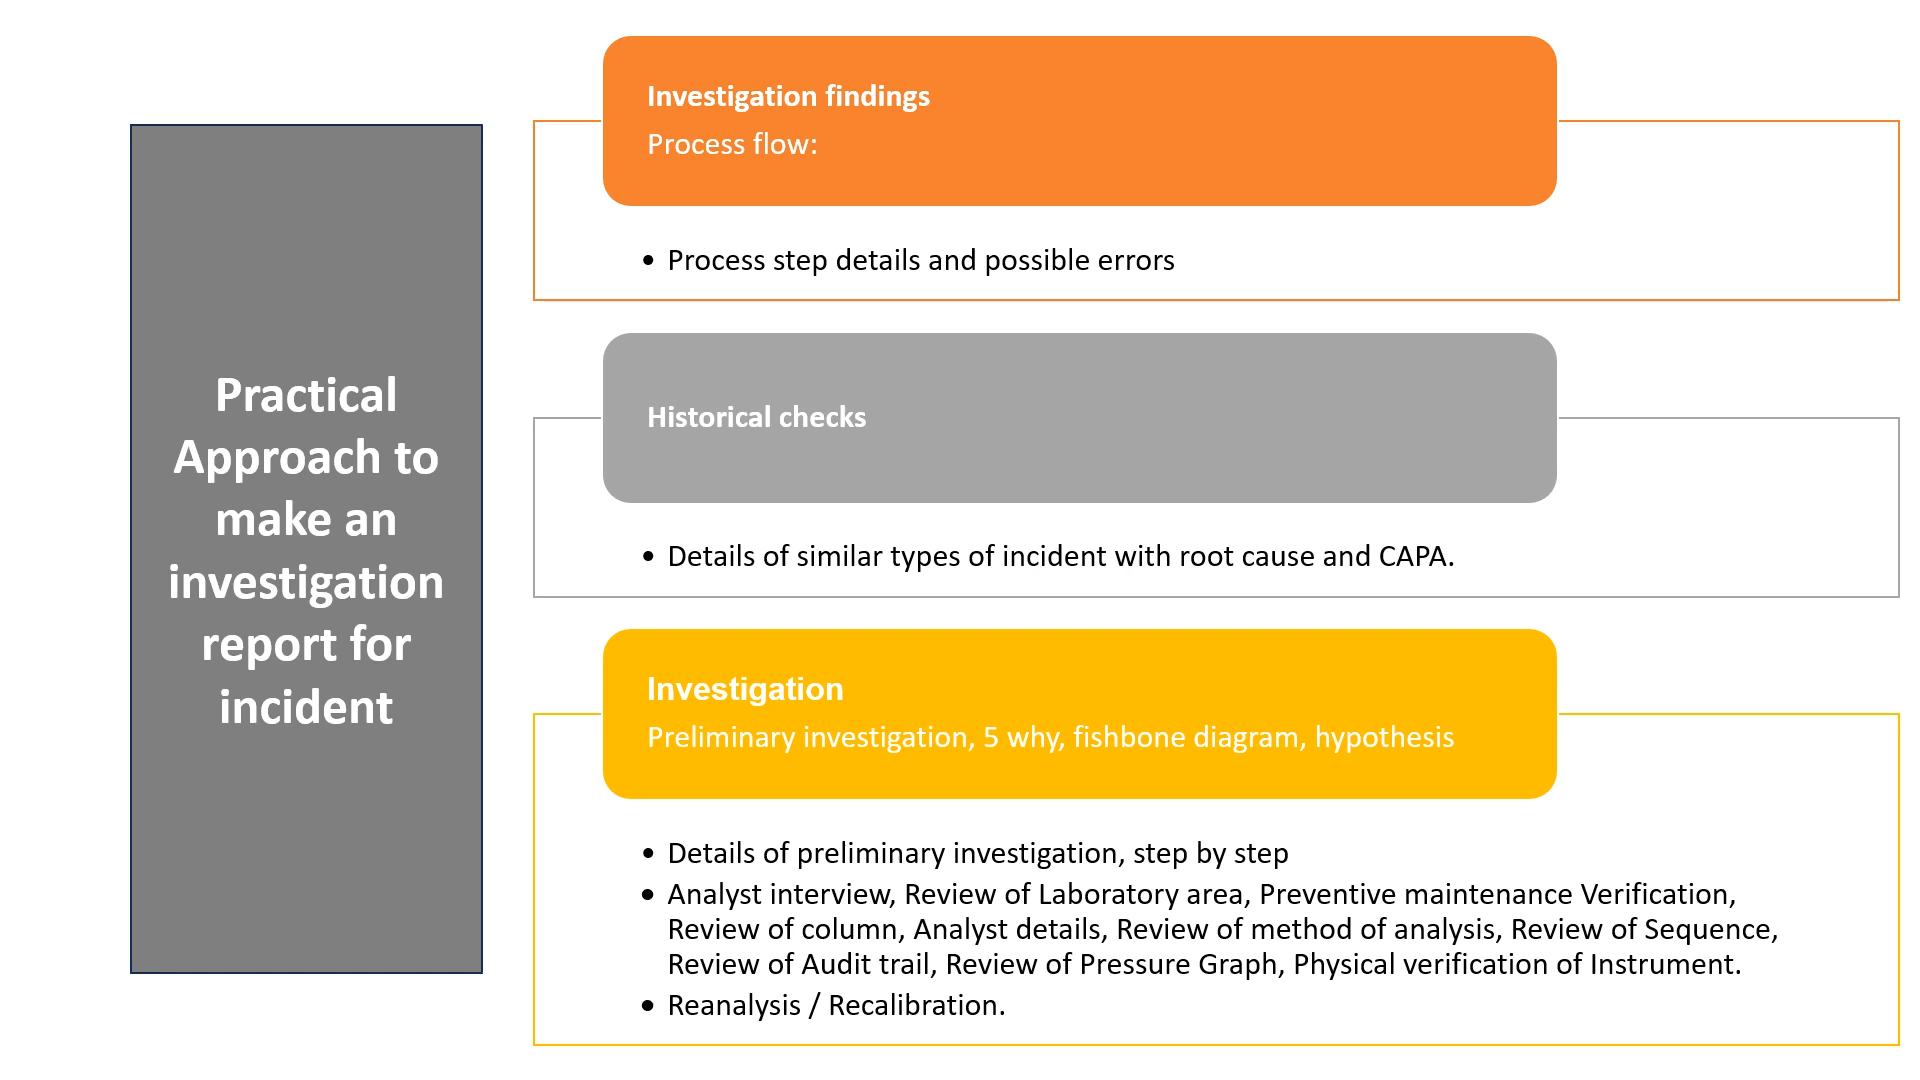 Practical
Approach to
make an
investigation
report for
incident
Investigation findings
Process flow:
• Process step details and possible errors
Historical checks
• Details of similar types of incident with root cause and CAPA.
Investigation
Preliminary investigation, 5 why, fishbone diagram, hypothesis
• Details of preliminary investigation, step by step
• Analyst interview, Review of Laboratory area, Preventive maintenance Verification,
Review of column, Analyst details, Review of method of analysis, Review of Sequence,
Review of Audit trail, Review of Pressure Graph, Physical verification of Instrument.
• Reanalysis / Recalibration.